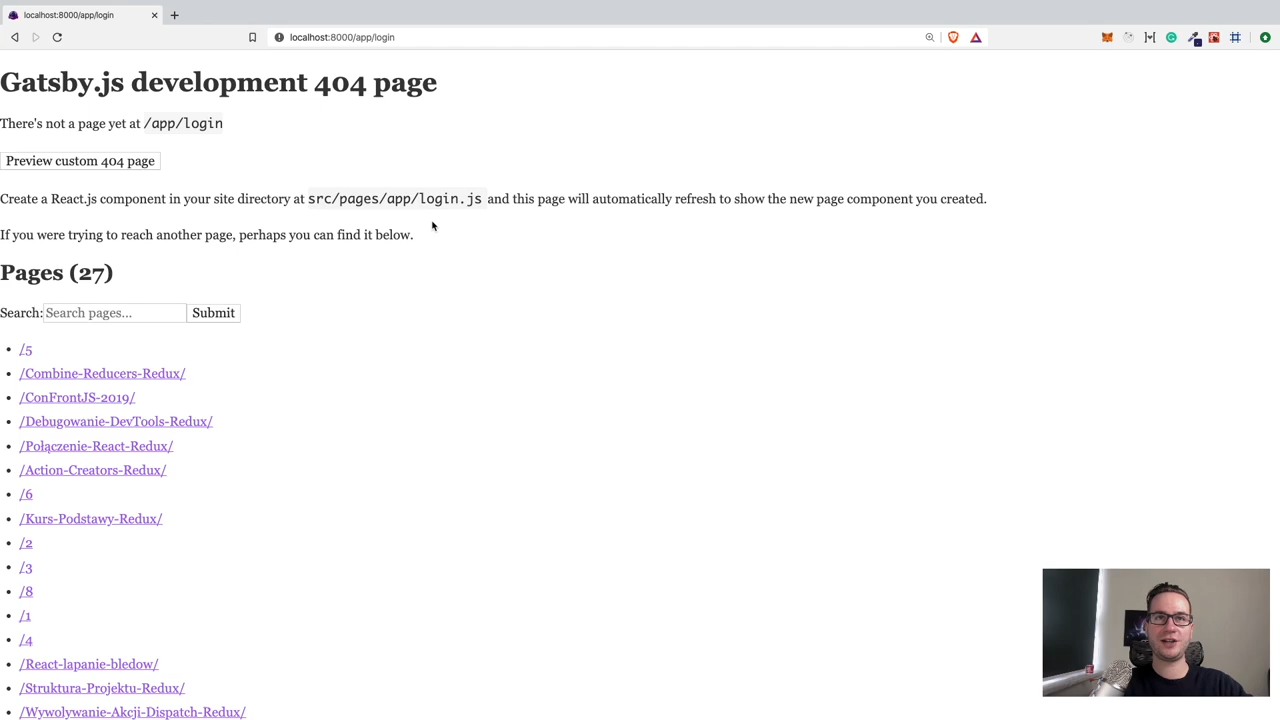 localhost:8000/app/login
localhost:8000/app/login
Gatsby.js development 404 page
There's not a page yet at /app/login
Preview custom 404 page
Create a React.js component in your site directory at src/pages/app/login.js and this page will automatically refresh to show the new page component you created.
If you were trying to reach another page, perhaps you can find it below.
Pages (27)
Search: Search pages... Submit
/5
/Combine-Reducers-Redux/
/ConFrontJS-2019/
/Debugowanie-DevTools-Redux/
/Połączenie-React-Redux/
/Action-Creators-Redux/
/6
/Kurs-Podstawy-Redux/
/2
/3
/8
/1
/4
/React-lapanie-bledow/
/Struktura-Projektu-Redux/
/Wywolywanie-Akcji-Dispatch-Redux/